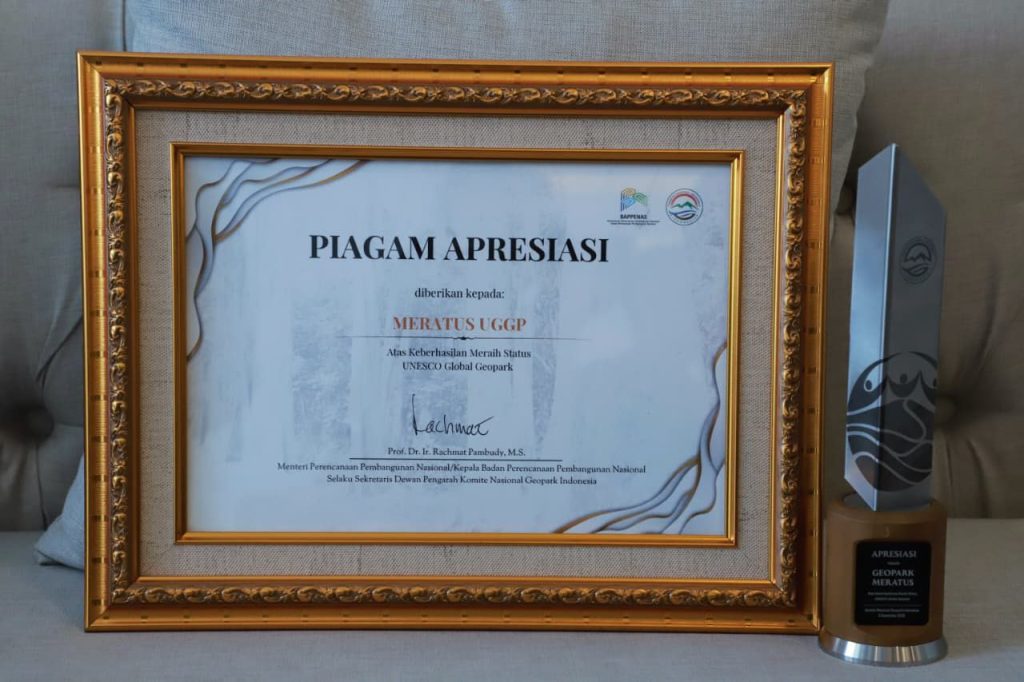 BAPPENAS
PIAGAM APRESIASI
diberikan kepada:
MERATUS UGGP
Atas Keberhasilan Meraih Status
UNESCO Global Geopark
Rachmat
Prof. Dr. Ir. Rachmat Pambudy, M.S.
Menteri Perencanaan Pembangunan Nasional/Kepala Badan Perencanaan Pembangunan Nasional
Selaku Sekretaris Dewan Pengarah Komite Nasional Geopark Indonesia
APRESIASI
GEOPARK
MERATUS